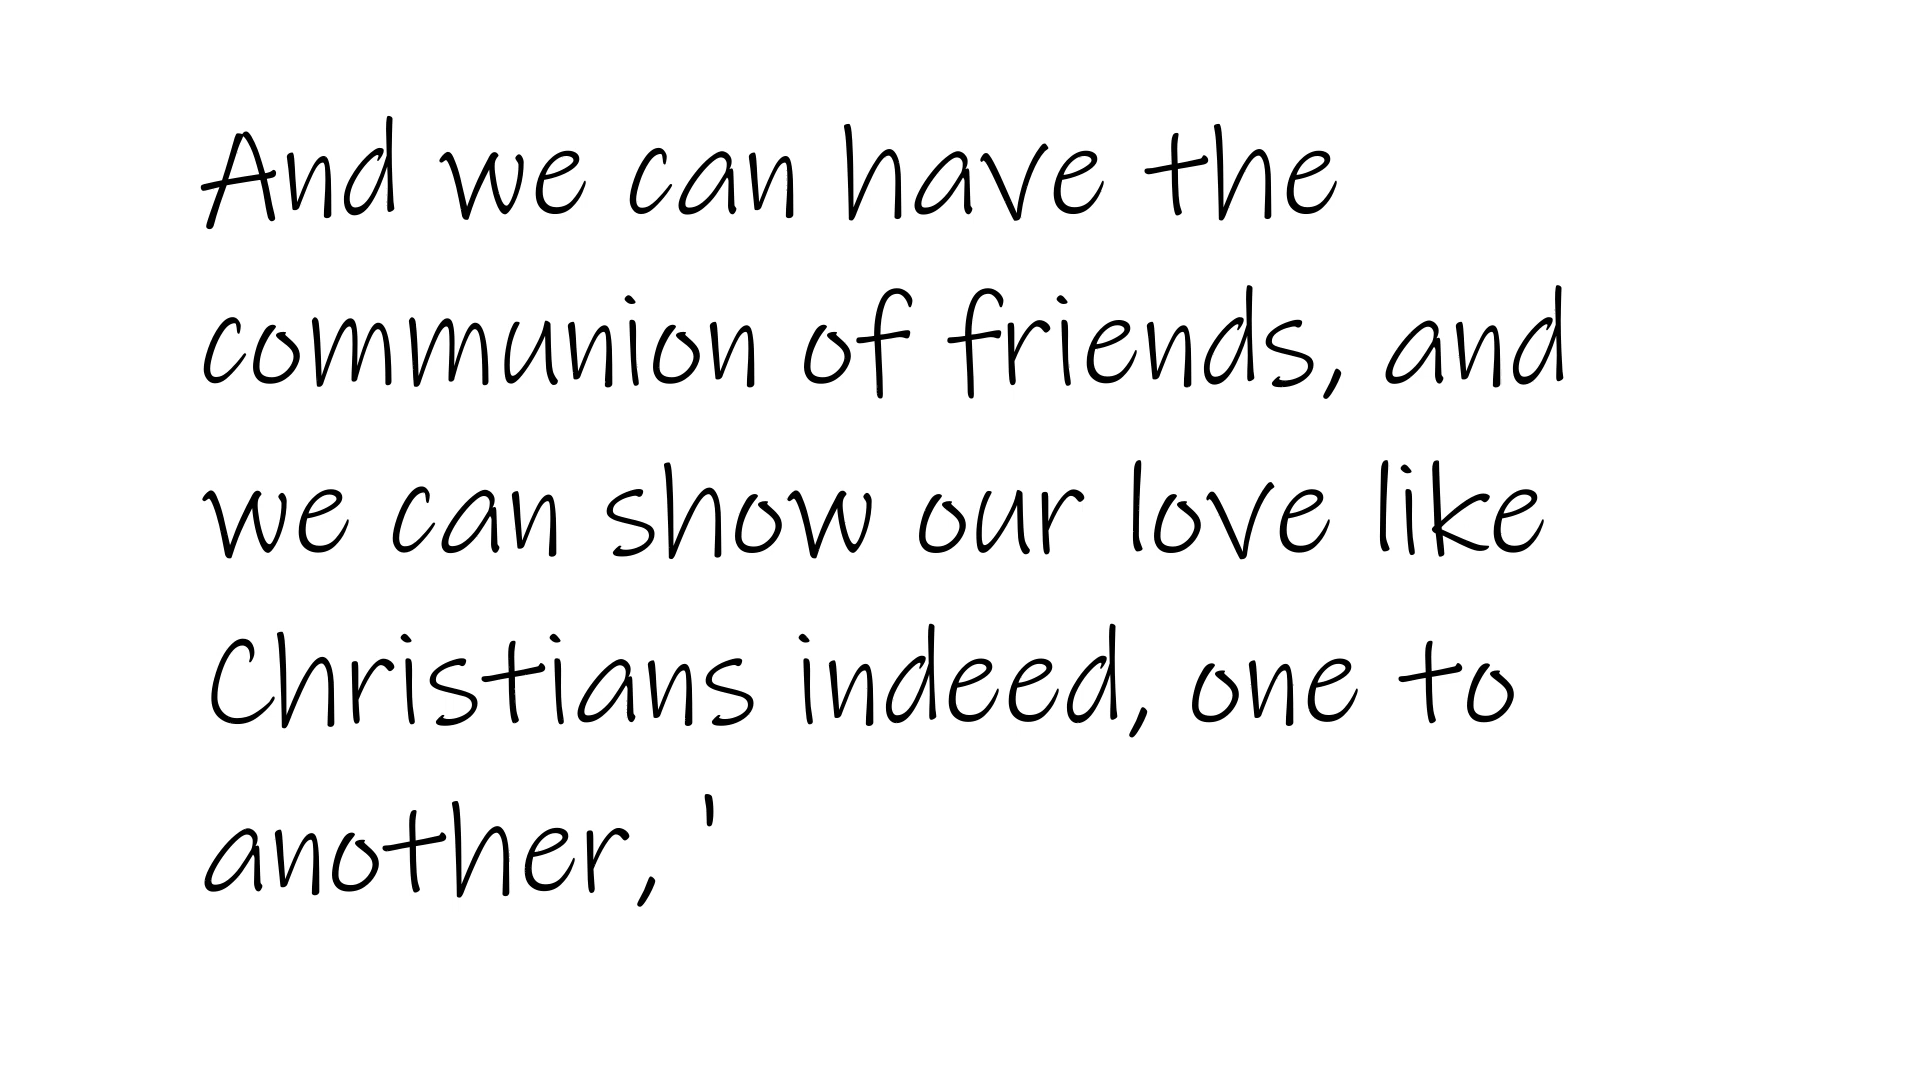 And we can have the
communion of friends, and
we can show our love like
Christians indeed, one to
another, '